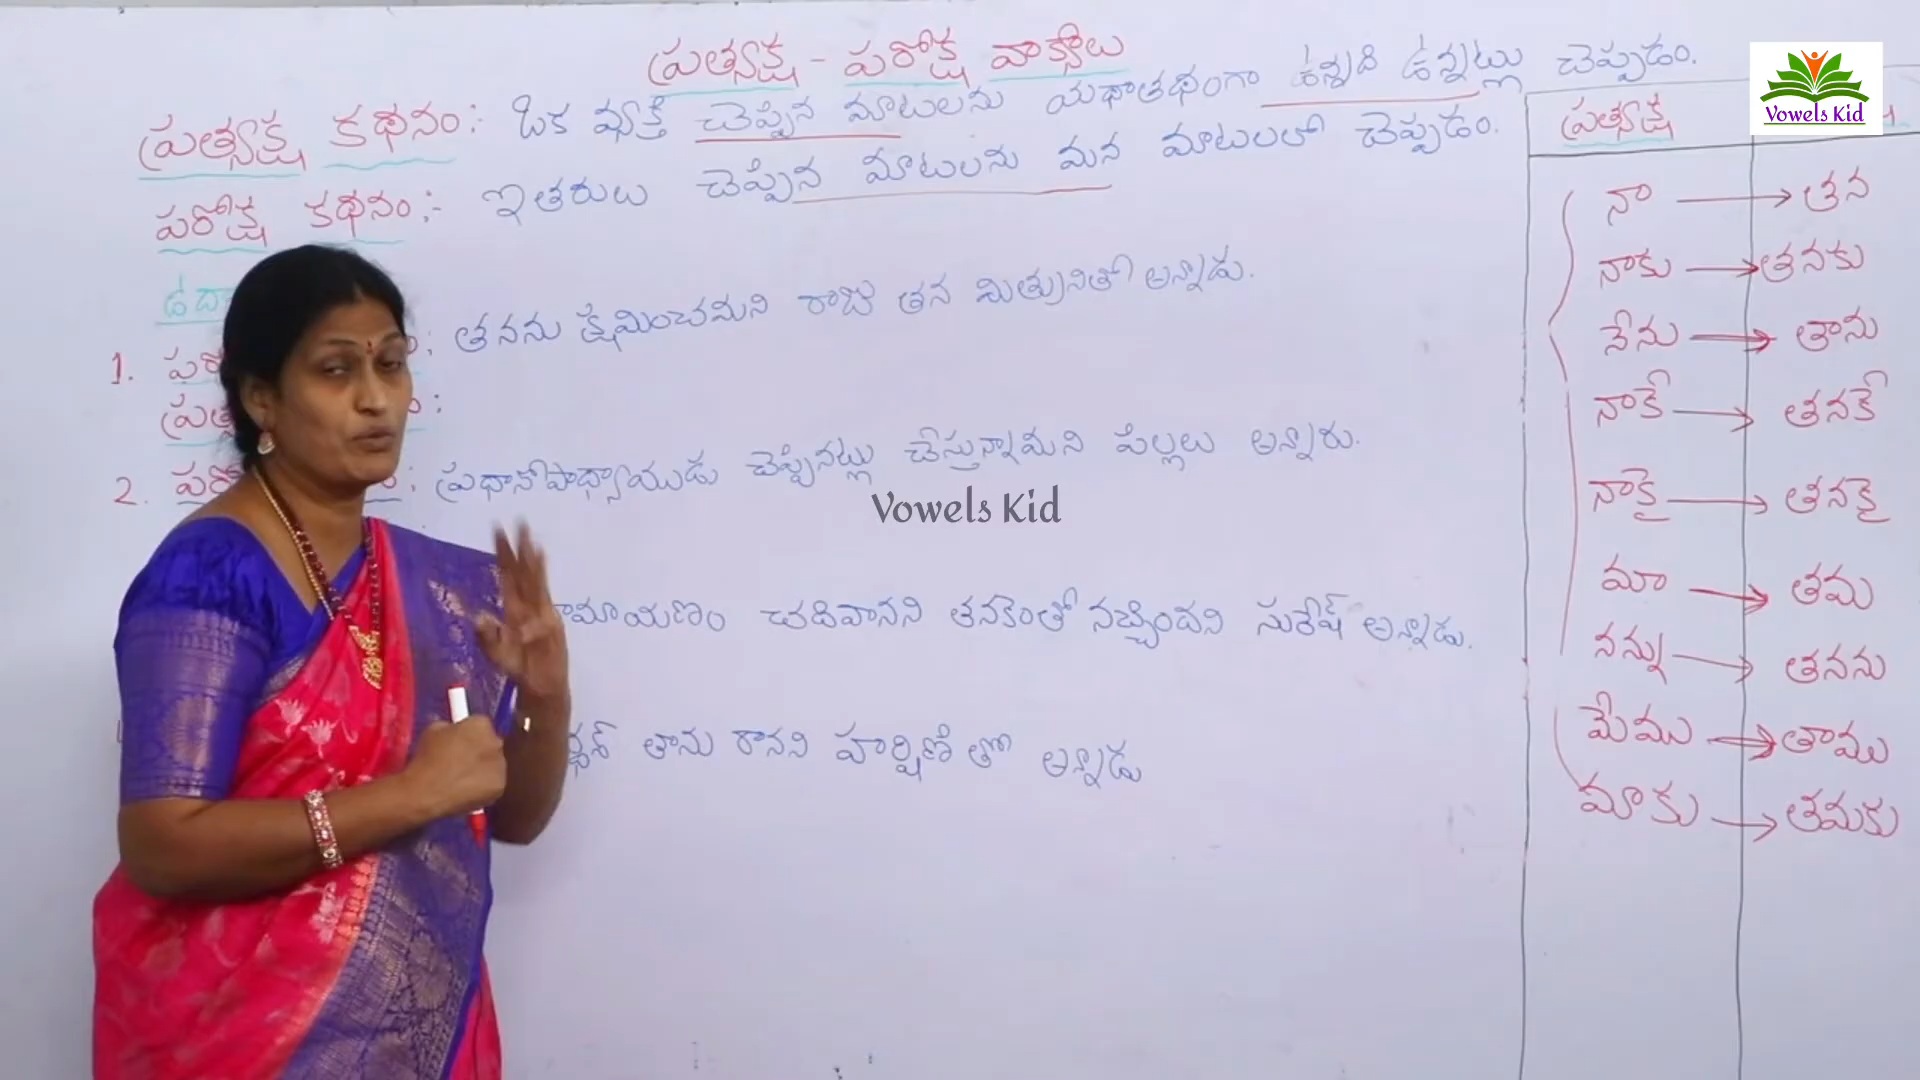 ప్రత్యక్ష - పరోక్ష వాక్యాలు
ప్రత్యక్ష కథనం:- ఒక వ్యక్తి చెప్పిన మాటలను యథాతథంగా ఉన్నది ఉన్నట్లు చెప్పడం.
పరోక్ష కథనం:- ఇతరులు చెప్పిన మాటలను మన మాటలలో చెప్పడం.
1. : తనను క్షమించమని రాజు తన మిత్రునితో అన్నాడు.
:
2. : ప్రధానోపాధ్యాయుడు చెప్పినట్లు చేస్తున్నామని పిల్లలు అన్నారు.
చదివానని తనకెంతో నచ్చిందని సురేష్ అన్నాడు.
తాను రానని హర్షిణి తో అన్నాడు
ప్రత్యక్ష
నా → తన
నాకు → తనకు
నేను → తాను
నాకే → తనకే
నాకై → తనకై
మా → తమ
నన్ను → తనను
మేము → తాము
మాకు → తమకు
Vowels Kid
Vowels Kid